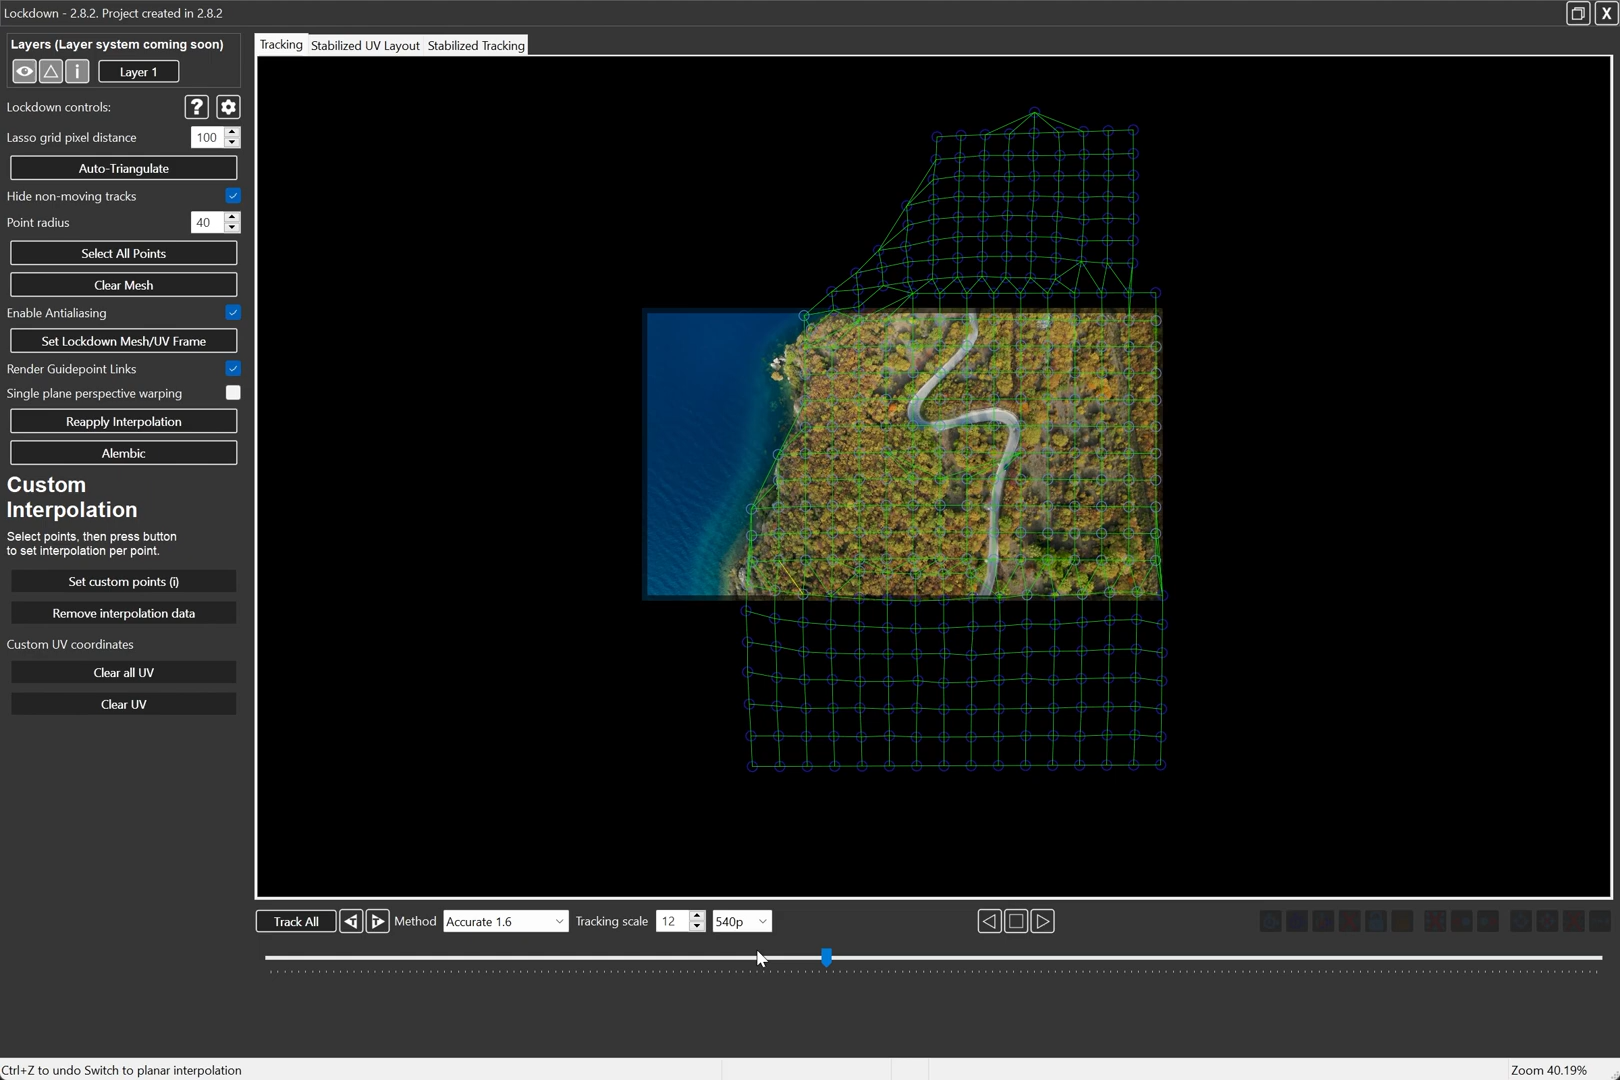 Lockdown - 2.8.2. Project created in 2.8.2
X
Layers (Layer system coming soon)
i
Layer 1
Lockdown controls:
?
Lasso grid pixel distance
100
Auto-Triangulate
Hide non-moving tracks
Point radius
40
Select All Points
Clear Mesh
Enable Antialiasing
Set Lockdown Mesh/UV Frame
Render Guidepoint Links
Single plane perspective warping
Reapply Interpolation
Alembic
Custom
Interpolation
Select points, then press button
to set interpolation per point.
Set custom points (i)
Remove interpolation data
Custom UV coordinates
Clear all UV
Clear UV
Tracking
Stabilized UV Layout
Stabilized Tracking
Track All
Method
Accurate 1.6
Tracking scale
12
540p
Ctrl+Z to undo Switch to planar interpolation
Zoom 40.19%